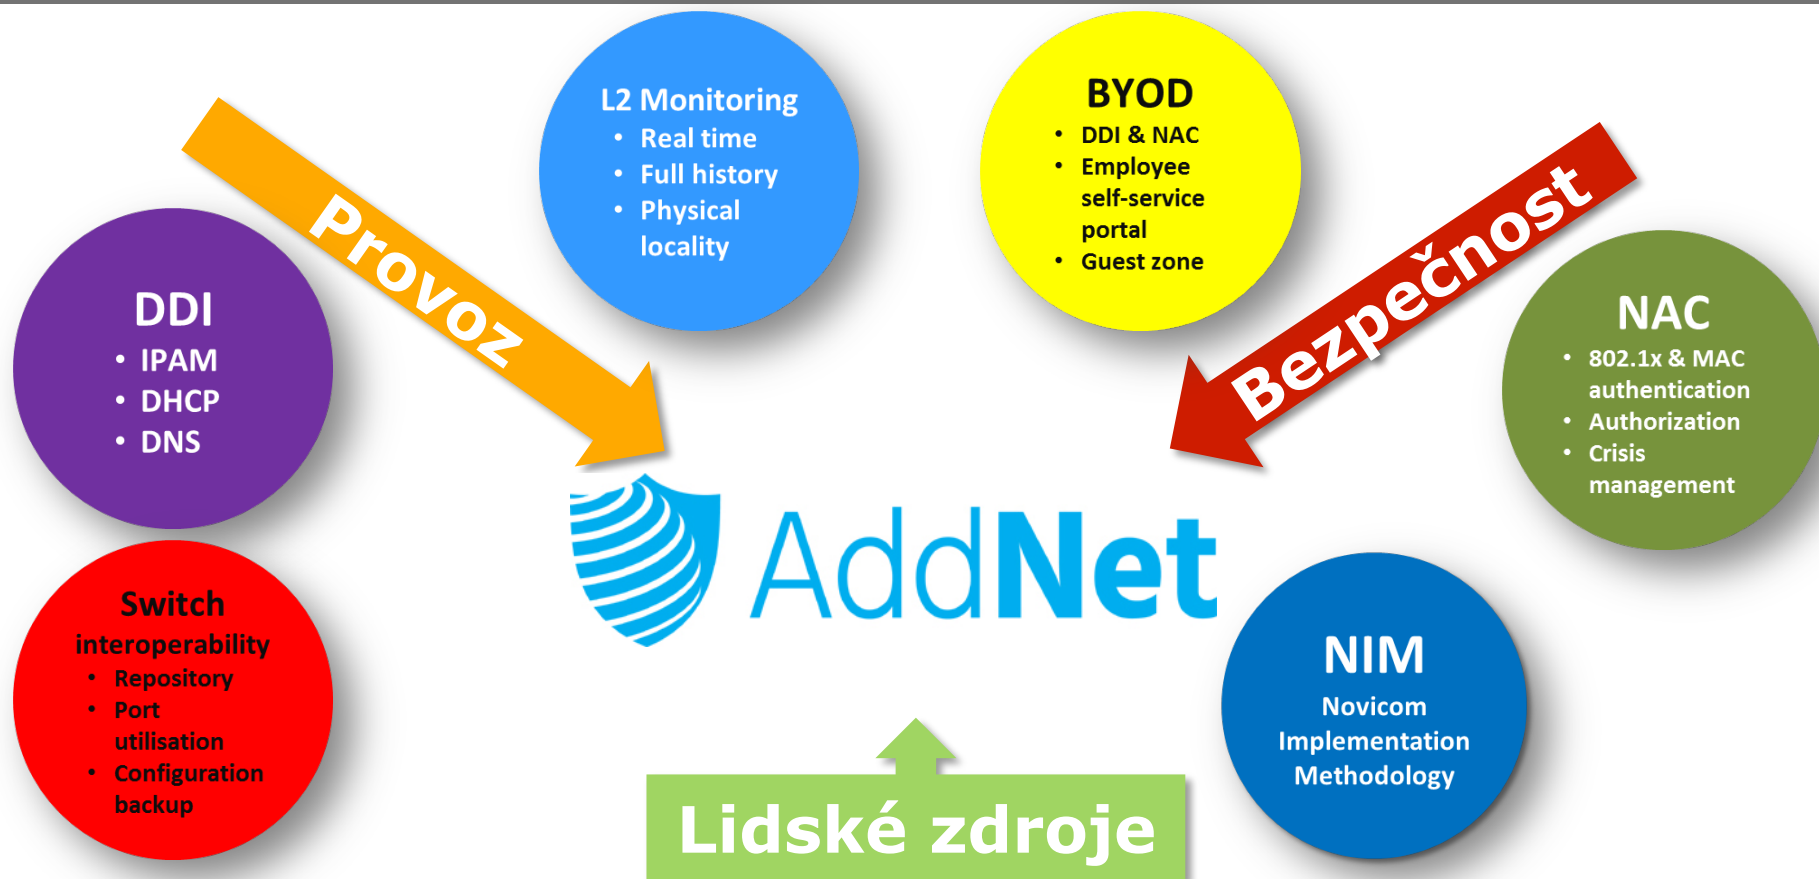 L2 Monitoring
• Real time
• Full history
• Physical
locality
BYOD
• DDI & NAC
• Employee
self-service
portal
• Guest zone
Provoz
Bezpečnost
DDI
• IPAM
• DHCP
• DNS
NAC
• 802.1x & MAC
authentication
• Authorization
• Crisis
management
AddNet
Switch
interoperability
• Repository
• Port
utilisation
• Configuration
backup
NIM
Novicom
Implementation
Methodology
Lidské zdroje